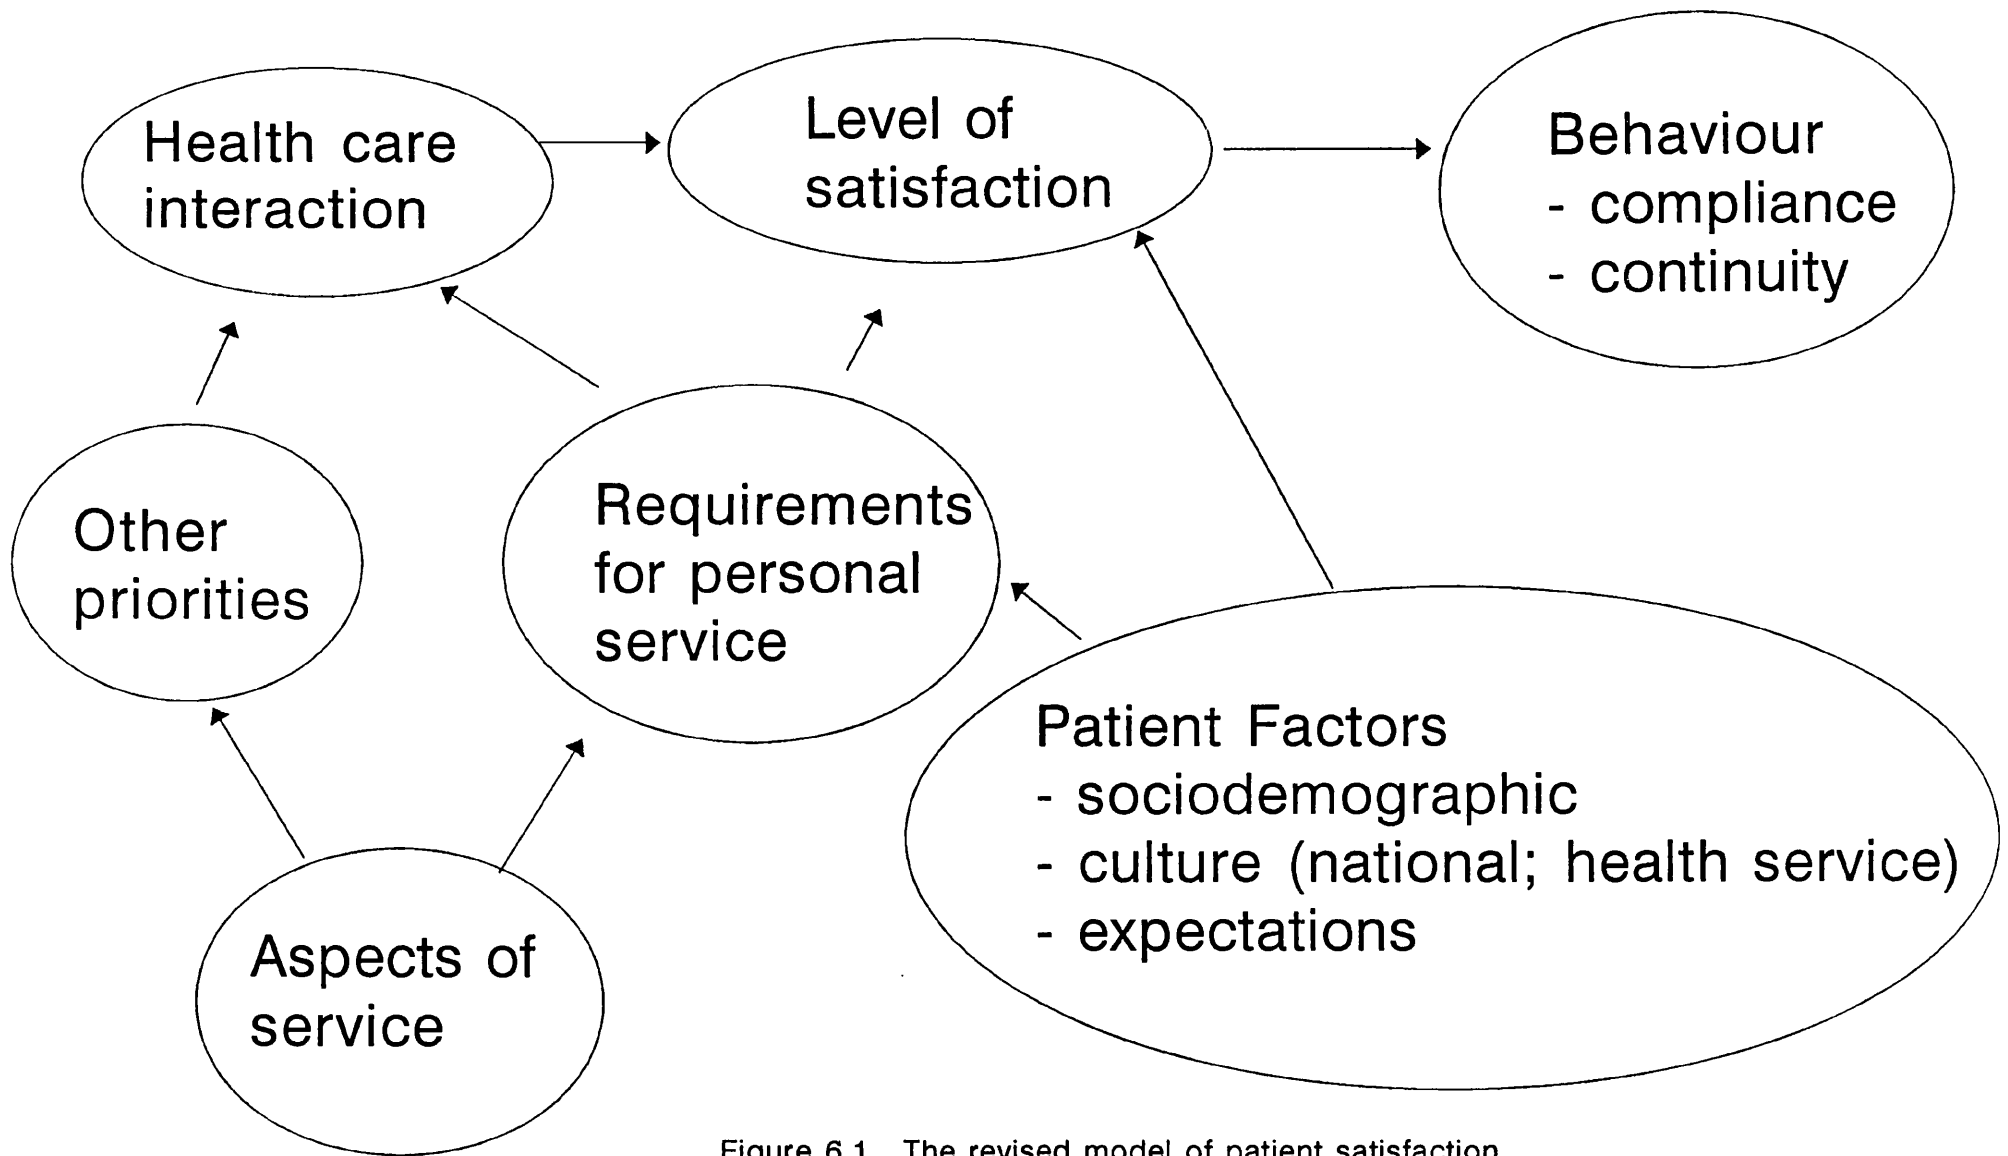 Health care
interaction
Level of
satisfaction
Behaviour
- compliance
- continuity
Other
priorities
Requirements
for personal
service
Patient Factors
- sociodemographic
- culture (national; health service)
- expectations
Aspects of
service
Figure 6.1 The revised model of patient satisfaction